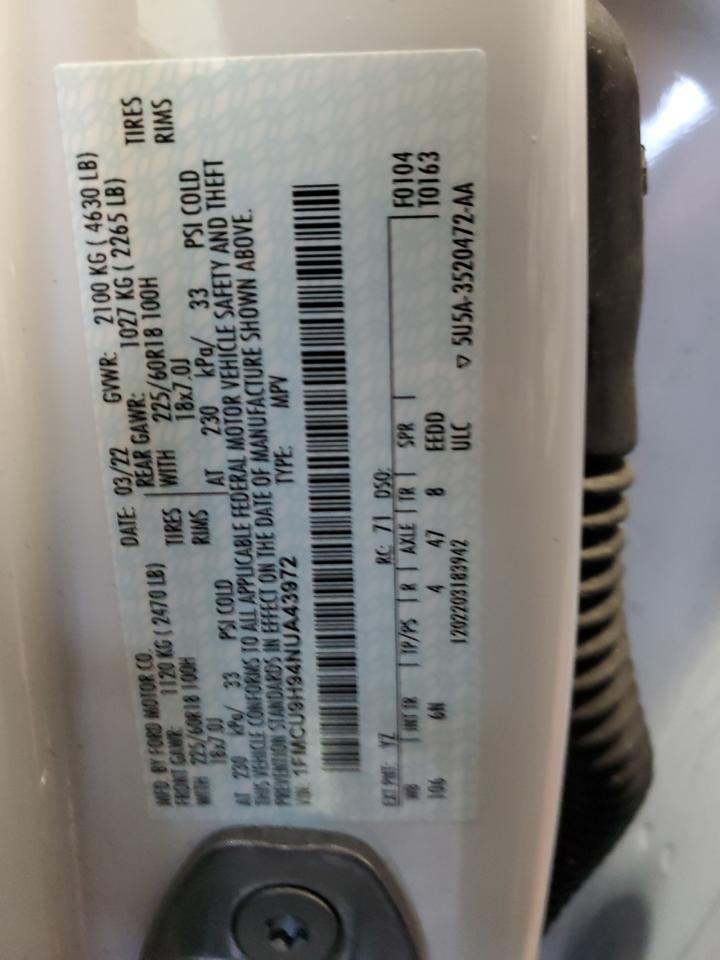 MFD. BY FORD MOTOR CO.
DATE: 03/22 GVWR: 2100 KG ( 4630 LB)
FRONT GAWR: 1120 KG ( 2470 LB)
REAR GAWR: 1027 KG ( 2265 LB)
WITH 225/60R18 100H TIRES
WITH 225/60R18 100H TIRES
18x7.0J RIMS
18x7.0J RIMS
AT 230 kPa/ 33 PSI COLD
AT 230 kPa/ 33 PSI COLD
THIS VEHICLE CONFORMS TO ALL APPLICABLE FEDERAL MOTOR VEHICLE SAFETY AND THEFT
PREVENTION STANDARDS IN EFFECT ON THE DATE OF MANUFACTURE SHOWN ABOVE.
VIN: 1FMCU9H94NUA43972 TYPE: MPV
EXT PNT: YZ RC: 71 DSO: F0104
WB INT TR TP/PS R AXLE TR SPR T0163
106 6N 4 47 8 EEDD
1202203183942 ULC
▽ 5U5A-3520472-AA